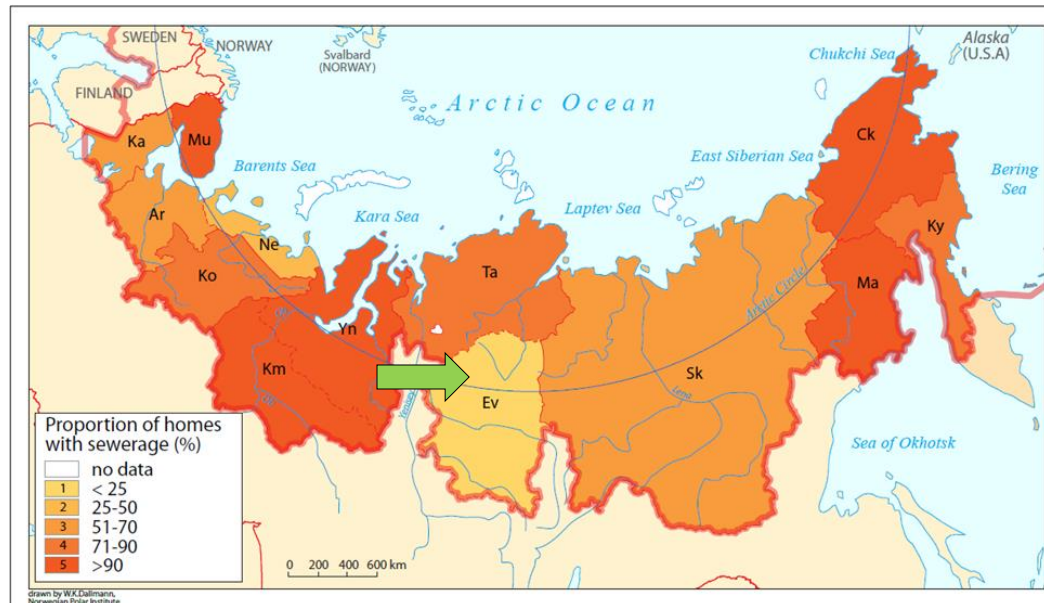 SWEDEN
NORWAY
Svalbard
(NORWAY)
Chukchi Sea
Alaska
(U.S.A)
FINLAND
Arctic Ocean
Ka
Mu
Ck
Barents Sea
East Siberian Sea
Bering
Sea
Kara Sea
Laptev Sea
Ar
Ne
Ky
Ko
Ta
Ma
Yn
Arctic Circle
Km
Sk
Ob
Ob
Lena
Ev
Proportion of homes
with sewerage (%)
no data
1 < 25
2 25-50
3 51-70
4 71-90
5 >90
Sea of Okhotsk
0 200 400 600 km
drawn by W.K.Dallmann,
Norwegian Polar Institute